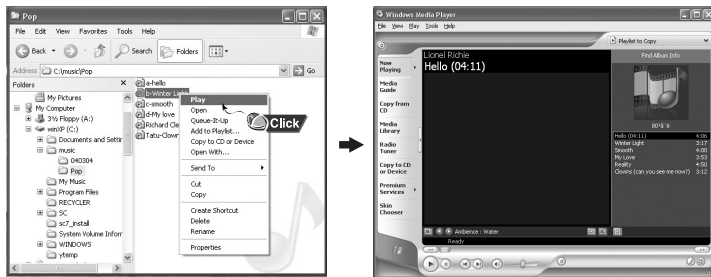 Pop
File Edit View Favorites Tools Help
Back Search Folders
Address C:\music\Pop Go
Folders
My Pictures
My Computer
3½ Floppy (A:)
winXP (C:)
Documents and Settir
music
040304
Pop
My Music
Program Files
RECYCLER
SC
sc7_install
System Volume Inforr
WINDOWS
ytemp
a-hello
b-Winter Light
c-smooth
d-My love
Richard Cle
Tatu-Clown
Play
Open
Queue-It-Up
Add to Playlist...
Copy to CD or Device
Open With...
Send To
Cut
Copy
Create Shortcut
Delete
Rename
Properties
Click
Windows Media Player
File View Play Tools Help
Playlist to Copy
Now Playing
Media Guide
Copy from CD
Media Library
Radio Tuner
Copy to CD or Device
Premium Services
Skin Chooser
Lionel Richie
Hello (04:11)
Find Album Info
Hello (04:11) 4:06
Winter Light 3:17
Smooth 4:00
My Love 3:53
Reality 4:50
Clowns (can you see me now?) 3:12
Ambience : Water
Ready